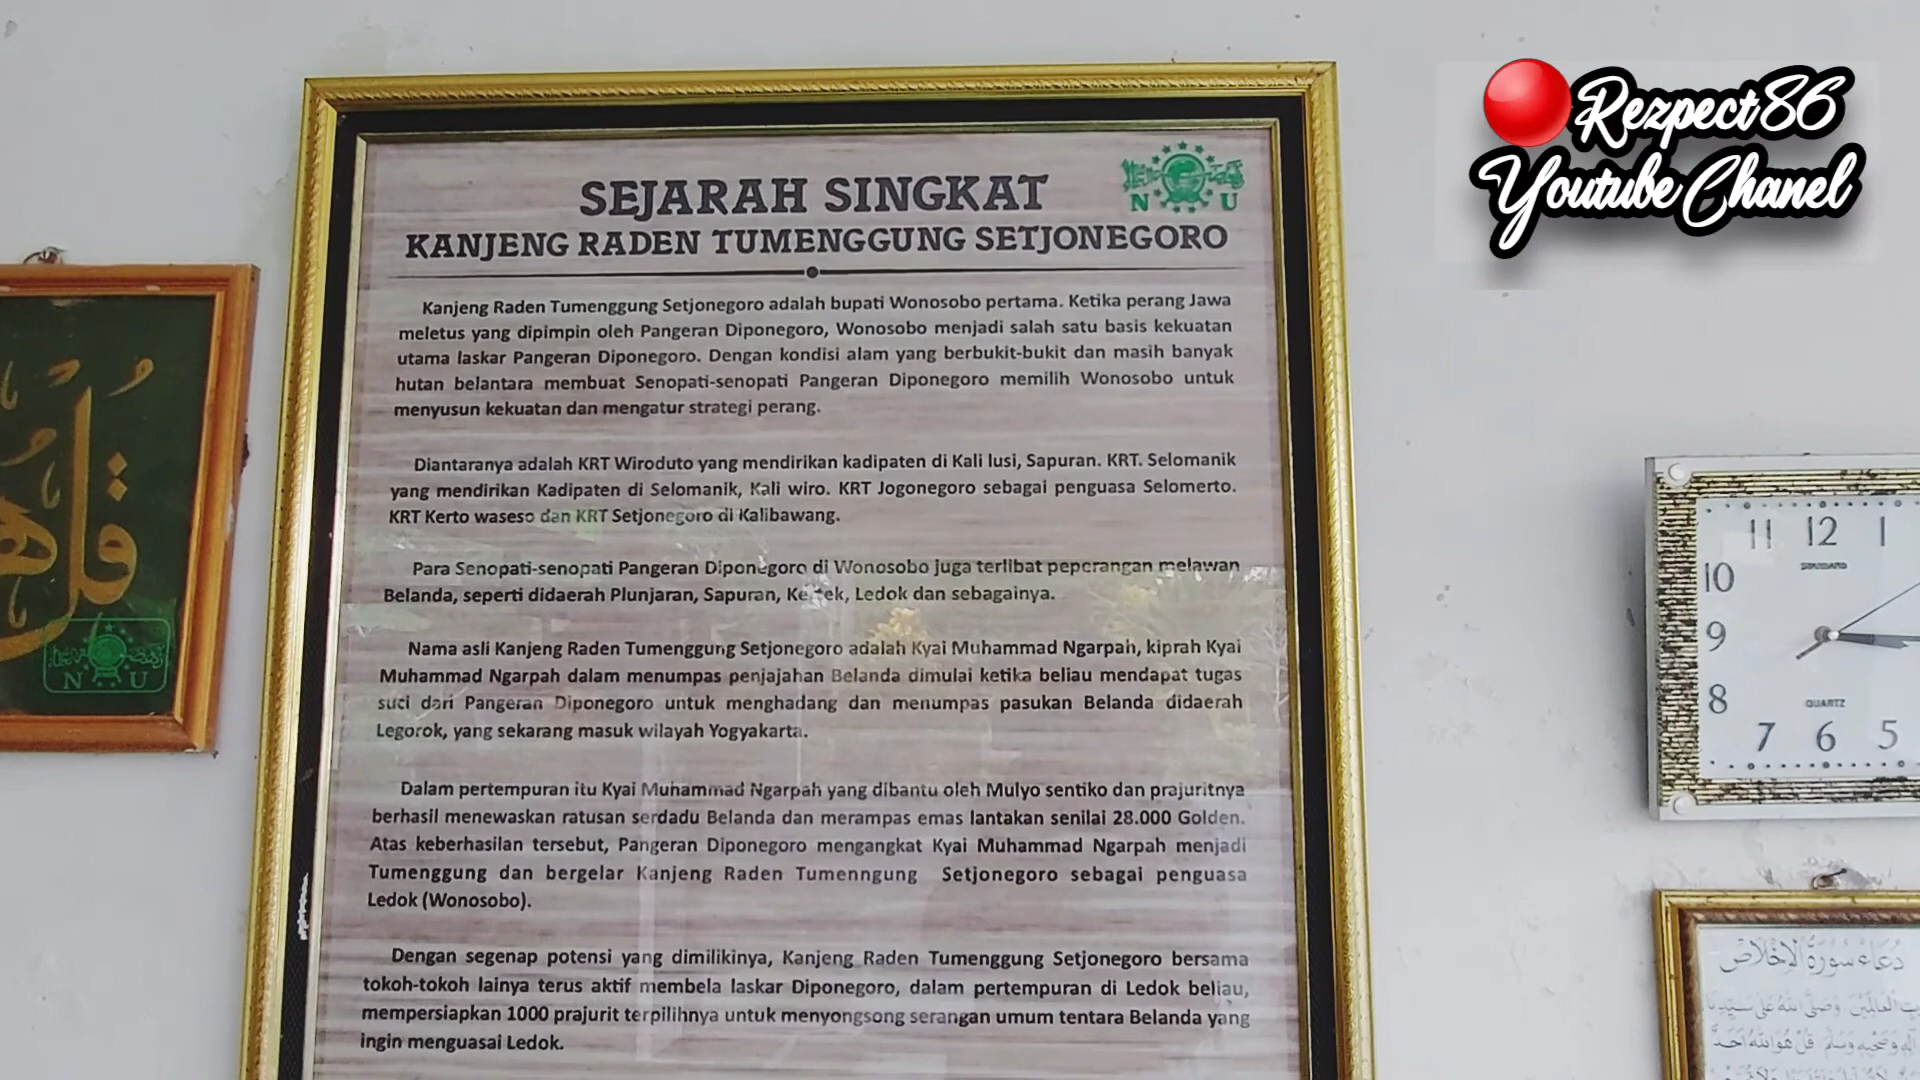 Rezpect86
Youtube Chanel
SEJARAH SINGKAT
N U
KANJENG RADEN TUMENGGUNG SETJONEGORO
Kanjeng Raden Tumenggung Setjonegoro adalah bupati Wonosobo pertama. Ketika perang Jawa
meletus yang dipimpin oleh Pangeran Diponegoro, Wonosobo menjadi salah satu basis kekuatan
utama laskar Pangeran Diponegoro. Dengan kondisi alam yang berbukit-bukit dan masih banyak
hutan belantara membuat Senopati-senopati Pangeran Diponegoro memilih Wonosobo untuk
menyusun kekuatan dan mengatur strategi perang.
Diantaranya adalah KRT Wiroduto yang mendirikan kadipaten di Kali lusi, Sapuran. KRT. Selomanik
yang mendirikan Kadipaten di Selomanik, Kali wiro. KRT Jogonegoro sebagai penguasa Selomerto.
KRT Kerto waseso dan KRT Setjonegoro di Kalibawang.
Para Senopati-senopati Pangeran Diponegoro di Wonosobo juga terlibat peperangan melawan
Belanda, seperti didaerah Plunjaran, Sapuran, Ledok dan sebagainya.
Nama asli Kanjeng Raden Tumenggung Setjonegoro adalah Kyai Muhammad Ngarpah, kiprah Kyai
Muhammad Ngarpah dalam menumpas penjajahan Belanda dimulai ketika beliau mendapat tugas
suci dari Pangeran Diponegoro untuk menghadang dan menumpas pasukan Belanda didaerah
Legorok, yang sekarang masuk wilayah Yogyakarta.
Dalam pertempuran itu Kyai Muhammad Ngarpah yang dibantu oleh Mulyo sentiko dan prajuritnya
berhasil menewaskan ratusan serdadu Belanda dan merampas emas lantakan senilai 28.000 Golden.
Atas keberhasilan tersebut, Pangeran Diponegoro mengangkat Kyai Muhammad Ngarpah menjadi
Tumenggung dan bergelar Kanjeng Raden Tumenngung Setjonegoro sebagai penguasa
Ledok (Wonosobo).
Dengan segenap potensi yang dimilikinya, Kanjeng Raden Tumenggung Setjonegoro bersama
tokoh-tokoh lainya terus aktif membela laskar Diponegoro, dalam pertempuran di Ledok beliau,
mempersiapkan 1000 prajurit terpilihnya untuk menyongsong serangan umum tentara Belanda yang
ingin menguasai Ledok.
N U
11 12 1
10
9
8
7 6 5
QUARTZ
دُعَاء سُوْرَةُ الْاِخْلَاصِ